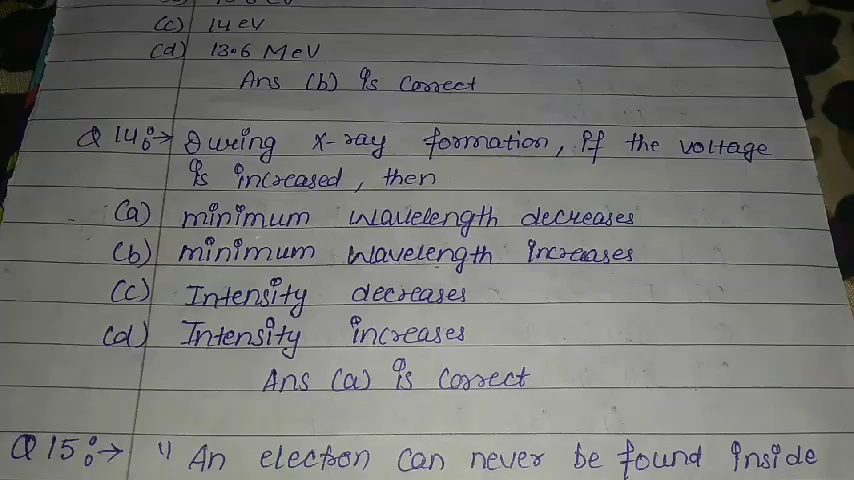 (c) 14 eV
(d) 13.6 MeV
Ans (b) is correct
Q 14:→ During x-ray formation, if the voltage
is increased, then
(a) minimum wavelength decreases
(b) minimum wavelength increases
(c) Intensity decreases
(d) Intensity increases
Ans (a) is correct
Q 15:→ " An electron can never be found inside